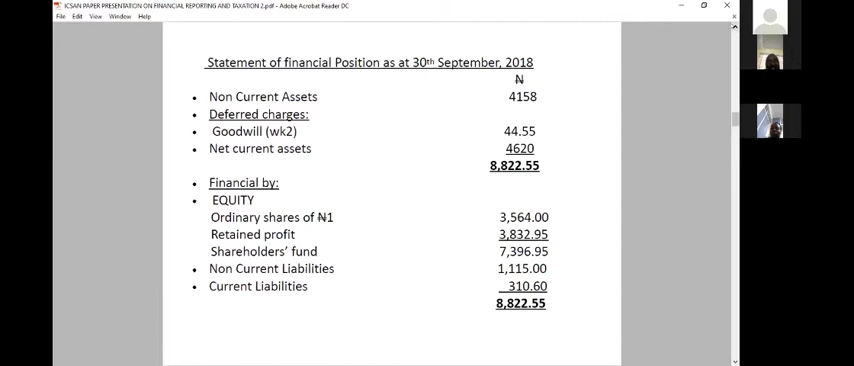 ICSAN PAPER PRESENTATION ON FINANCIAL REPORTING AND TAXATION 2.pdf - Adobe Acrobat Reader DC
File Edit View Window Help
Statement of financial Position as at 30th September, 2018
₦
• Non Current Assets 4158
• Deferred charges:
• Goodwill (wk2) 44.55
• Net current assets 4620
8,822.55
• Financial by:
• EQUITY
Ordinary shares of ₦1 3,564.00
Retained profit 3,832.95
Shareholders' fund 7,396.95
• Non Current Liabilities 1,115.00
• Current Liabilities 310.60
8,822.55